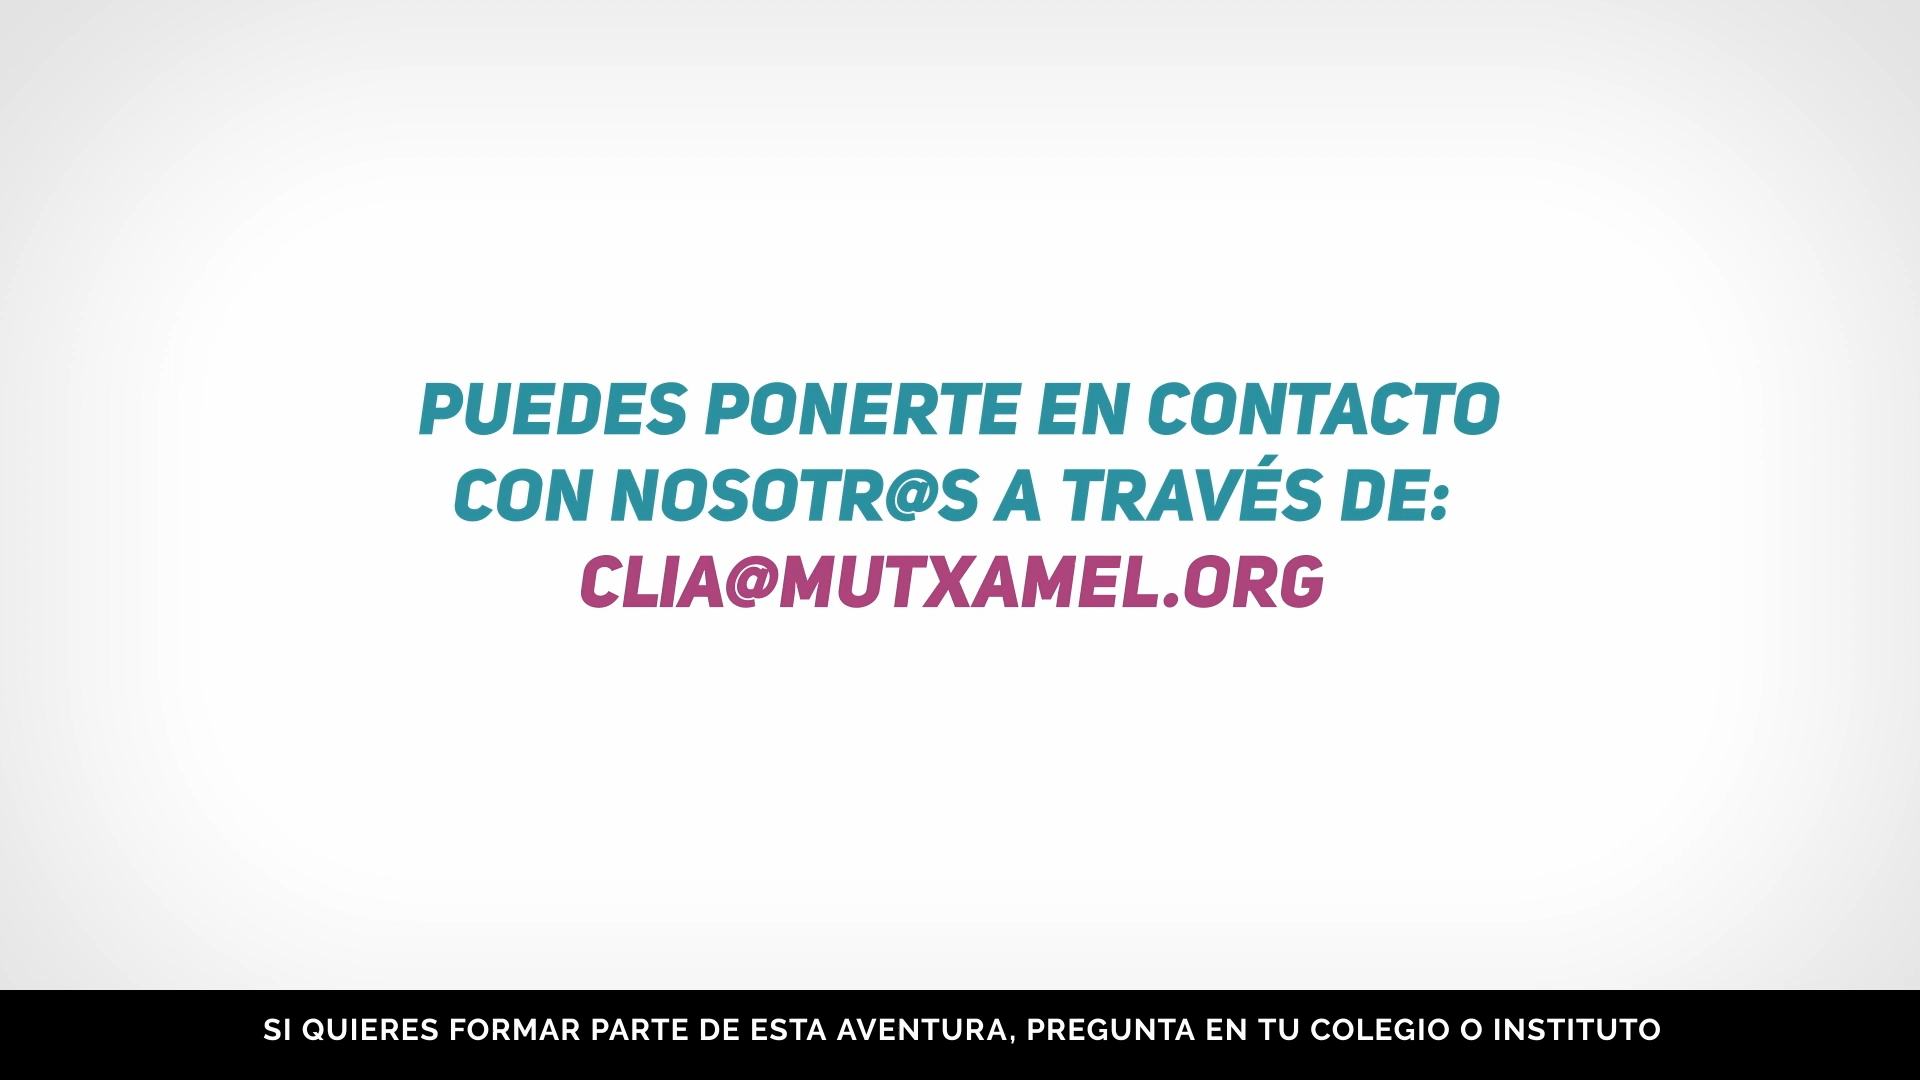 PUEDES PONERTE EN CONTACTO
CON NOSOTR@S A TRAVÉS DE:
CLIA@MUTXAMEL.ORG
SI QUIERES FORMAR PARTE DE ESTA AVENTURA, PREGUNTA EN TU COLEGIO O INSTITUTO